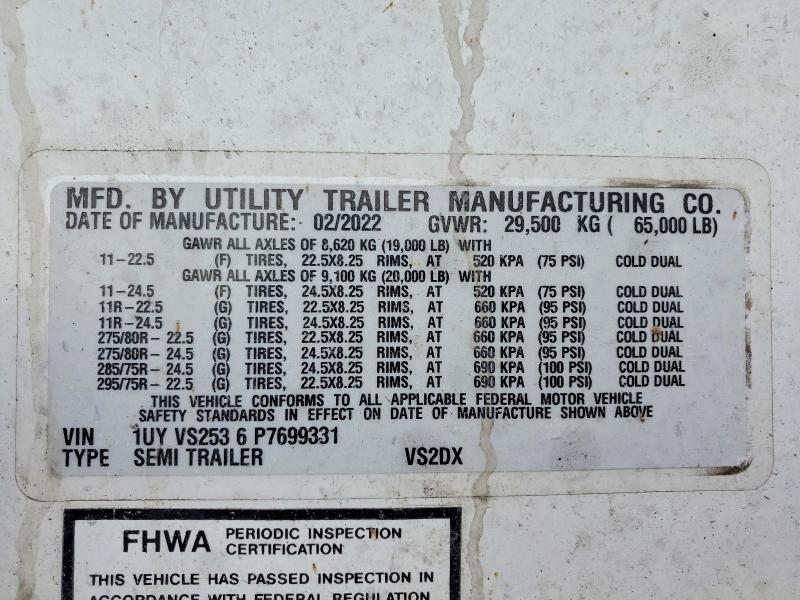 MFD. BY UTILITY TRAILER MANUFACTURING CO.
DATE OF MANUFACTURE: 02/2022 GVWR: 29,500 KG ( 65,000 LB)
GAWR ALL AXLES OF 8,620 KG (19,000 LB) WITH
11-22.5 (F) TIRES, 22.5X8.25 RIMS, AT 520 KPA (75 PSI) COLD DUAL
GAWR ALL AXLES OF 9,100 KG (20,000 LB) WITH
11-24.5 (F) TIRES, 24.5X8.25 RIMS, AT 520 KPA (75 PSI) COLD DUAL
11R-22.5 (G) TIRES, 22.5X8.25 RIMS, AT 660 KPA (95 PSI) COLD DUAL
11R-24.5 (G) TIRES, 24.5X8.25 RIMS, AT 660 KPA (95 PSI) COLD DUAL
275/80R-22.5 (G) TIRES, 22.5X8.25 RIMS, AT 660 KPA (95 PSI) COLD DUAL
275/80R-24.5 (G) TIRES, 24.5X8.25 RIMS, AT 660 KPA (95 PSI) COLD DUAL
285/75R-24.5 (G) TIRES, 24.5X8.25 RIMS, AT 690 KPA (100 PSI) COLD DUAL
295/75R-22.5 (G) TIRES, 22.5X8.25 RIMS, AT 690 KPA (100 PSI) COLD DUAL
THIS VEHICLE CONFORMS TO ALL APPLICABLE FEDERAL MOTOR VEHICLE
SAFETY STANDARDS IN EFFECT ON DATE OF MANUFACTURE SHOWN ABOVE
VIN 1UY VS253 6 P7699331
TYPE SEMI TRAILER VS2DX
FHWA PERIODIC INSPECTION
CERTIFICATION
THIS VEHICLE HAS PASSED INSPECTION IN
ACCORDANCE WITH FEDERAL REGULATION